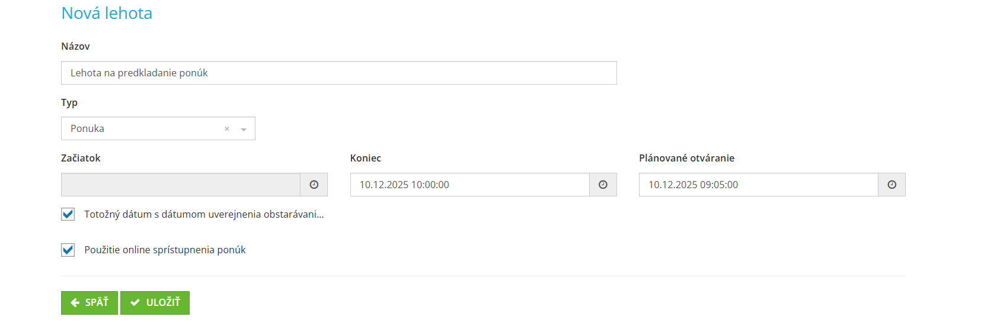 Nová lehota
Názov
Lehota na predkladanie ponúk
Typ
Ponuka
Začiatok
Koniec
Plánované otváranie
10.12.2025 10:00:00
10.12.2025 09:05:00
Totožný dátum s dátumom uverejnenia obstarávani...
Použitie online sprístupnenia ponúk
SPÄŤ
ULOŽIŤ